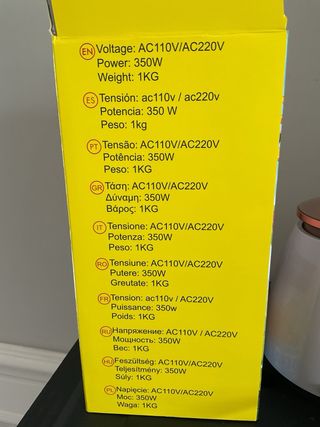 EN Voltage: AC110V/AC220V
Power: 350W
Weight: 1KG
ES Tensión: ac110v / ac220v
Potencia: 350 W
Peso: 1kg
PT Tensão: AC110V/AC220V
Potência: 350W
Peso: 1KG
GR Τάση: AC110V/AC220V
Δύναμη: 350W
Βάρος: 1KG
IT Tensione: AC110V/AC220V
Potenza: 350W
Peso: 1KG
RO Tensiune: AC110V/AC220V
Putere: 350W
Greutate: 1KG
FR Tension: ac110v / AC220V
Puissance: 350w
Poids: 1KG
RU Напряжение: AC110V / AC220V
Мощность: 350W
Вес: 1KG
HU Feszültség: AC110V/AC220V
Teljesítmény: 350W
Súly: 1KG
PL Napięcie: AC110V/AC220V
Moc: 350W
Waga: 1KG